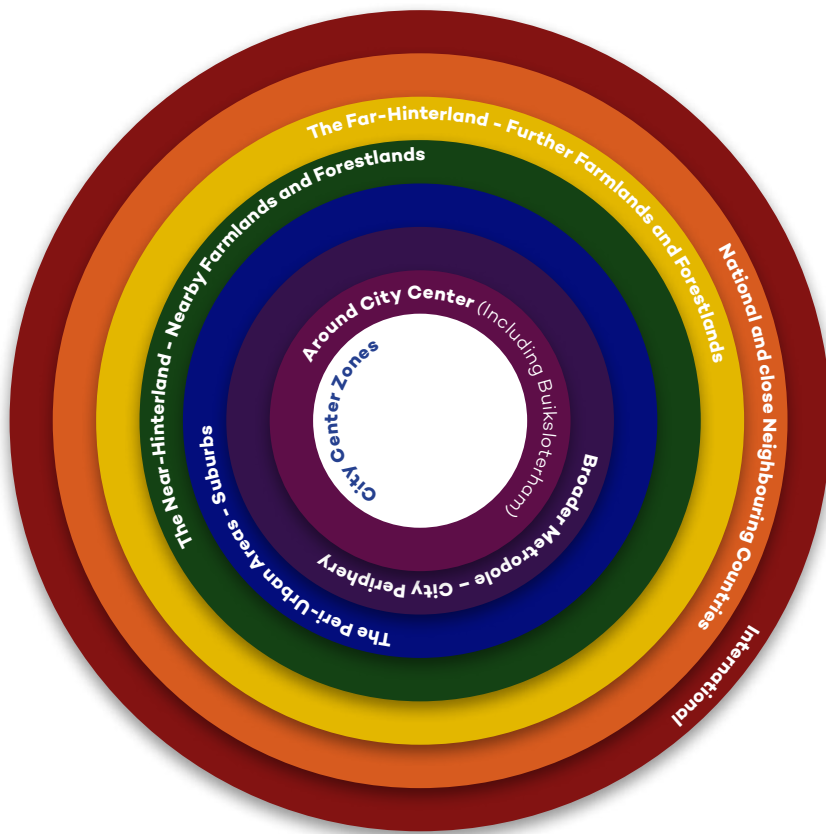 City Center Zones
Around City Center (Including Buiksloterham)
Broader Metropole – City Periphery
The Peri-Urban Areas - Suburbs
The Near-Hinterland - Nearby Farmlands and Forestlands
The Far-Hinterland - Further Farmlands and Forestlands
National and close Neighbouring Countries
International